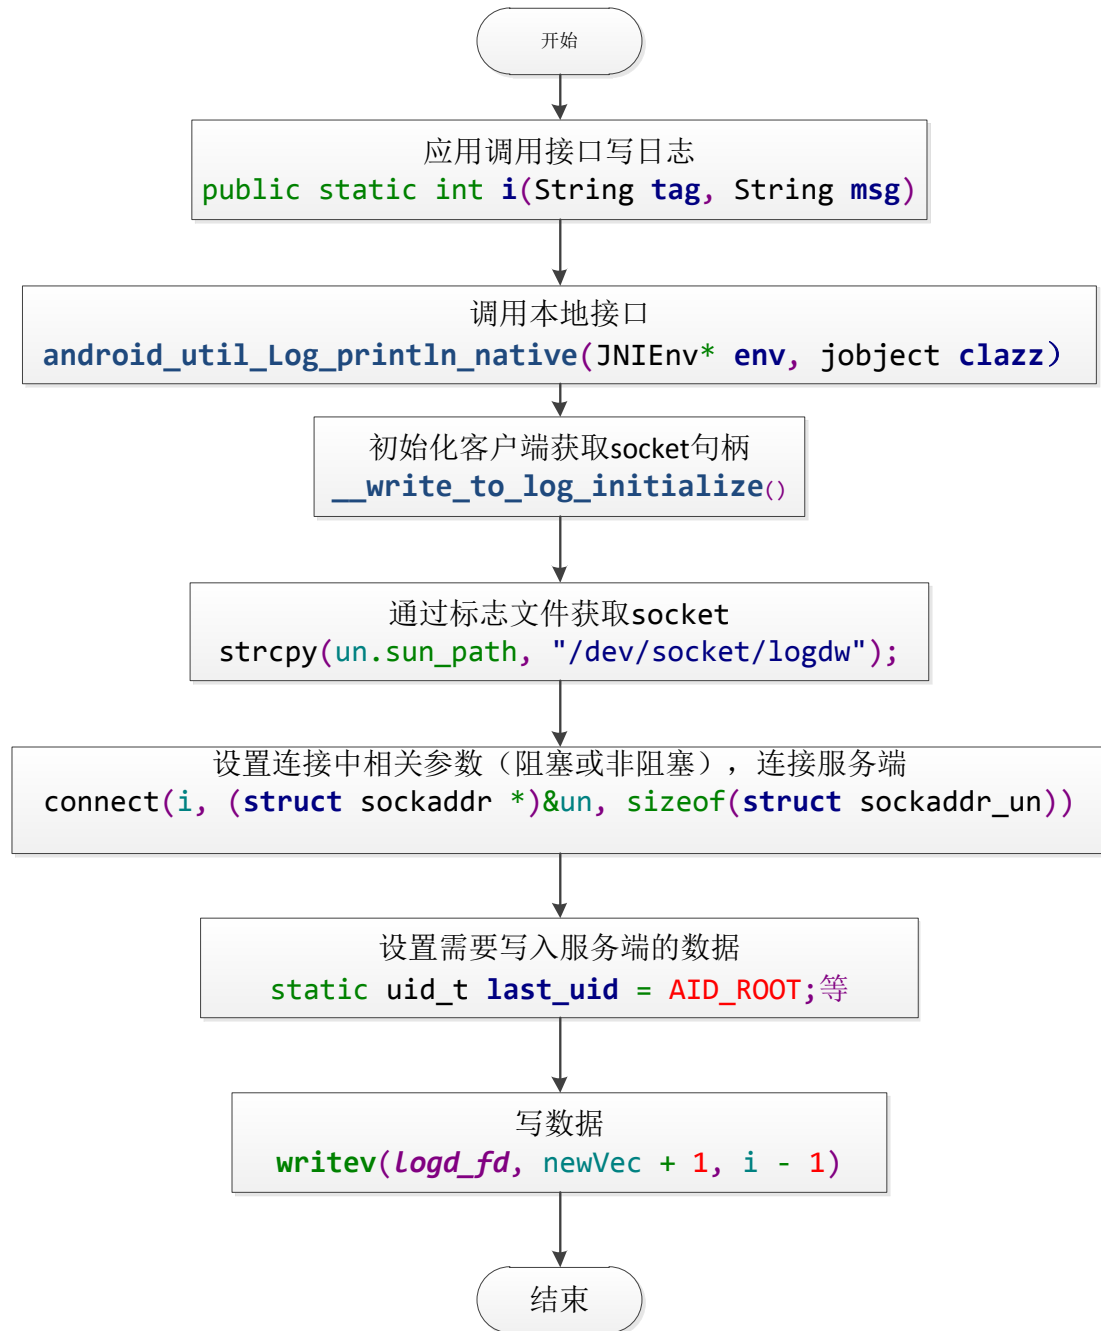 开始
应用调用接口写日志
public static int i(String tag, String msg)
调用本地接口
android_util_Log_println_native(JNIEnv* env, jobject clazz）
初始化客户端获取socket句柄
__write_to_log_initialize()
通过标志文件获取socket
strcpy(un.sun_path, "/dev/socket/logdw");
设置连接中相关参数（阻塞或非阻塞），连接服务端
connect(i, (struct sockaddr *)&un, sizeof(struct sockaddr_un))
设置需要写入服务端的数据
static uid_t last_uid = AID_ROOT;等
写数据
writev(logd_fd, newVec + 1, i - 1)
结束